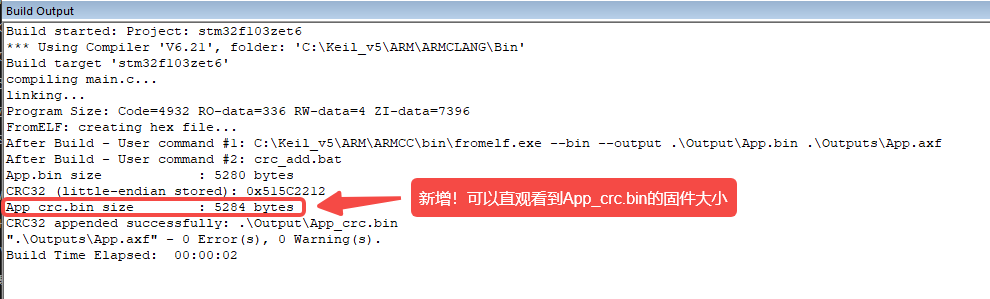 Build Output
Build started: Project: stm32f103zet6
*** Using Compiler 'V6.21', folder: 'C:\Keil_v5\ARM\ARMCLANG\Bin'
Build target 'stm32f103zet6'
compiling main.c...
linking...
Program Size: Code=4932 RO-data=336 RW-data=4 ZI-data=7396
FromELF: creating hex file...
After Build - User command #1: C:\Keil_v5\ARM\ARMCC\bin\fromelf.exe --bin --output .\Output\App.bin .\Outputs\App.axf
After Build - User command #2: crc_add.bat
App.bin size           : 5280 bytes
CRC32 (little-endian stored): 0x515C2212
App_crc.bin size       : 5284 bytes
新增！可以直观看到App_crc.bin的固件大小
CRC32 appended successfully: .\Output\App_crc.bin
".\Outputs\App.axf" - 0 Error(s), 0 Warning(s).
Build Time Elapsed:  00:00:02